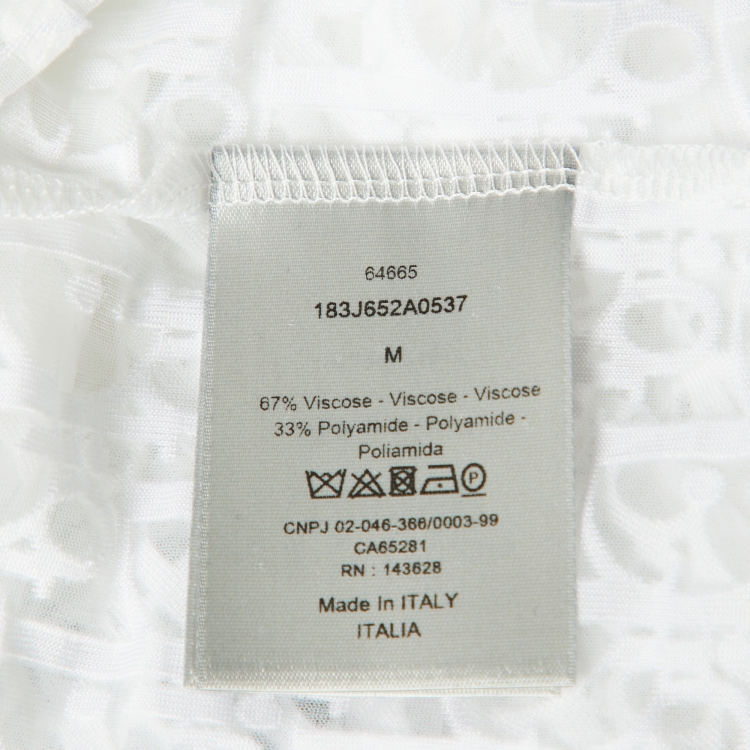 64665
183J652A0537
M
67% Viscose - Viscose - Viscose
33% Polyamide - Polyamide -
Poliamida
P
CNPJ 02-046-366/0003-99
CA65281
RN : 143628
Made In ITALY
ITALIA